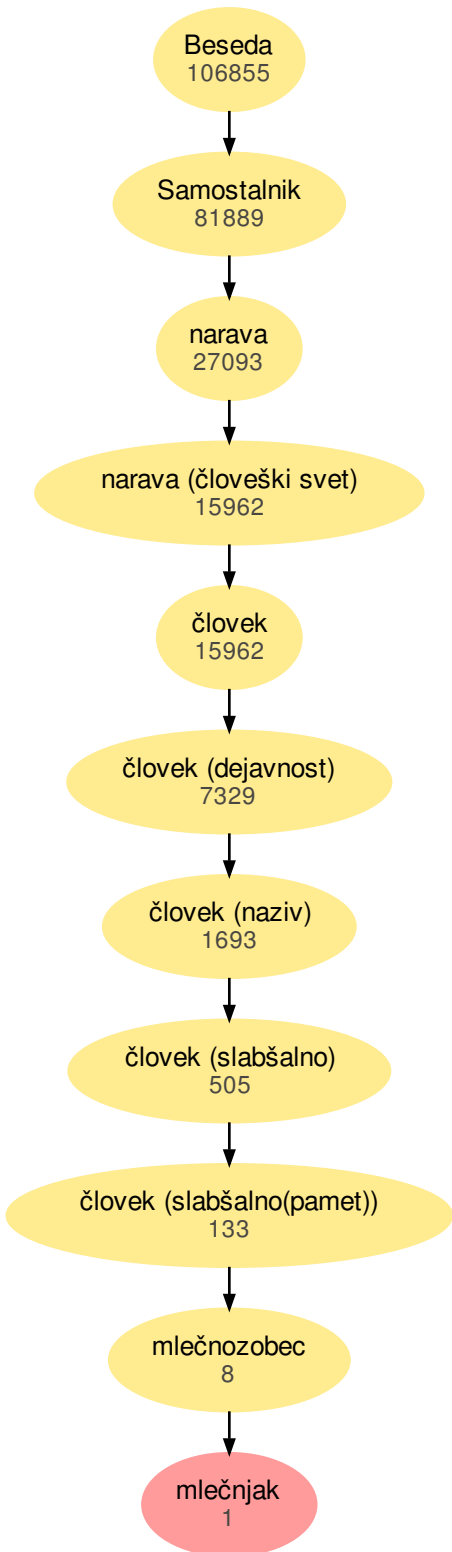 Beseda
106855
Samostalnik
81889
narava
27093
narava (človeški svet)
15962
človek
15962
človek (dejavnost)
7329
človek (naziv)
1693
človek (slabšalno)
505
človek (slabšalno(pamet))
133
mlečnozobec
8
mlečnjak
1